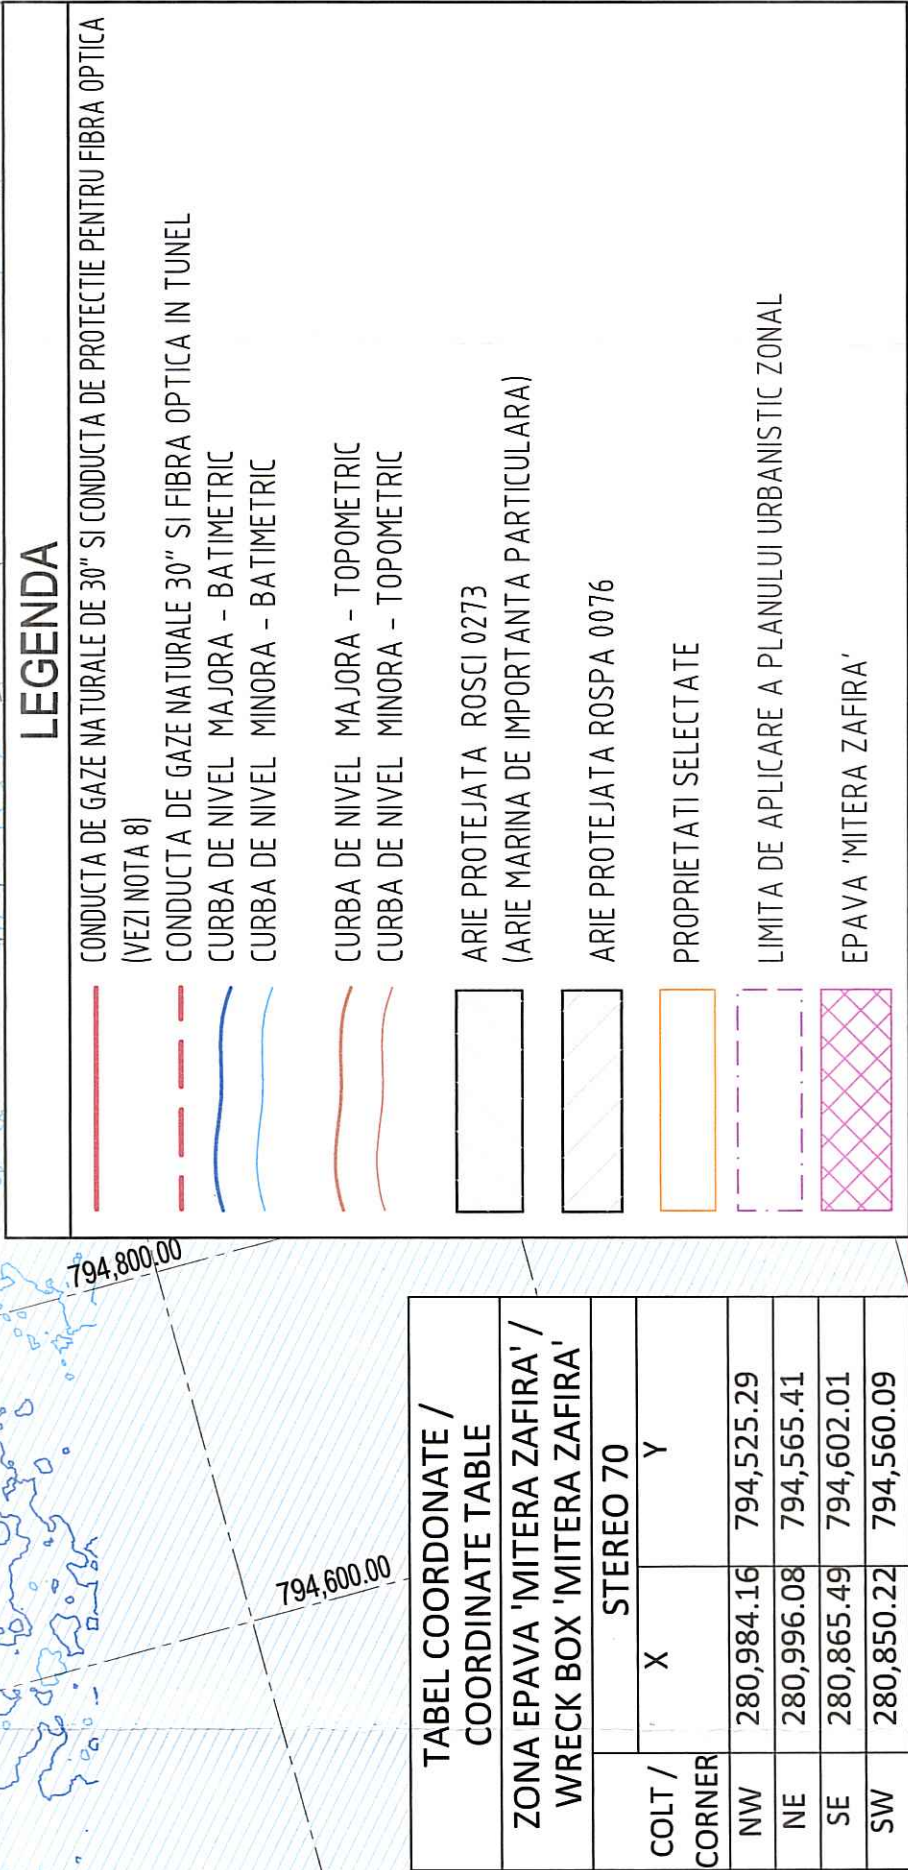 LEGENDA
CONDUCTA DE GAZE NATURALE DE 30" SI CONDUCTA DE PROTECTIE PENTRU FIBRA OPTICA
(VEZI NOTA 8)
CONDUCTA DE GAZE NATURALE 30" SI FIBRA OPTICA IN TUNEL
CURBA DE NIVEL MAJORA - BATIMETRIC
CURBA DE NIVEL MINORA - BATIMETRIC
CURBA DE NIVEL MAJORA - TOPOMETRIC
CURBA DE NIVEL MINORA - TOPOMETRIC
ARIE PROTEJATA ROSCI 0273
(ARIE MARINA DE IMPORTANTA PARTICULARA)
ARIE PROTEJATA ROSPA 0076
PROPRIETATI SELECTATE
LIMITA DE APLICARE A PLANULUI URBANISTIC ZONAL
EPAVA 'MITERA ZAFIRA'
794,800.00
794,600.00
TABEL COORDONATE /
COORDINATE TABLE
ZONA EPAVA 'MITERA ZAFIRA' /
WRECK BOX 'MITERA ZAFIRA'
STEREO 70
COLT /
CORNER X Y
NW 280,984.16 794,525.29
NE 280,996.08 794,565.41
SE 280,865.49 794,602.01
SW 280,850.22 794,560.09